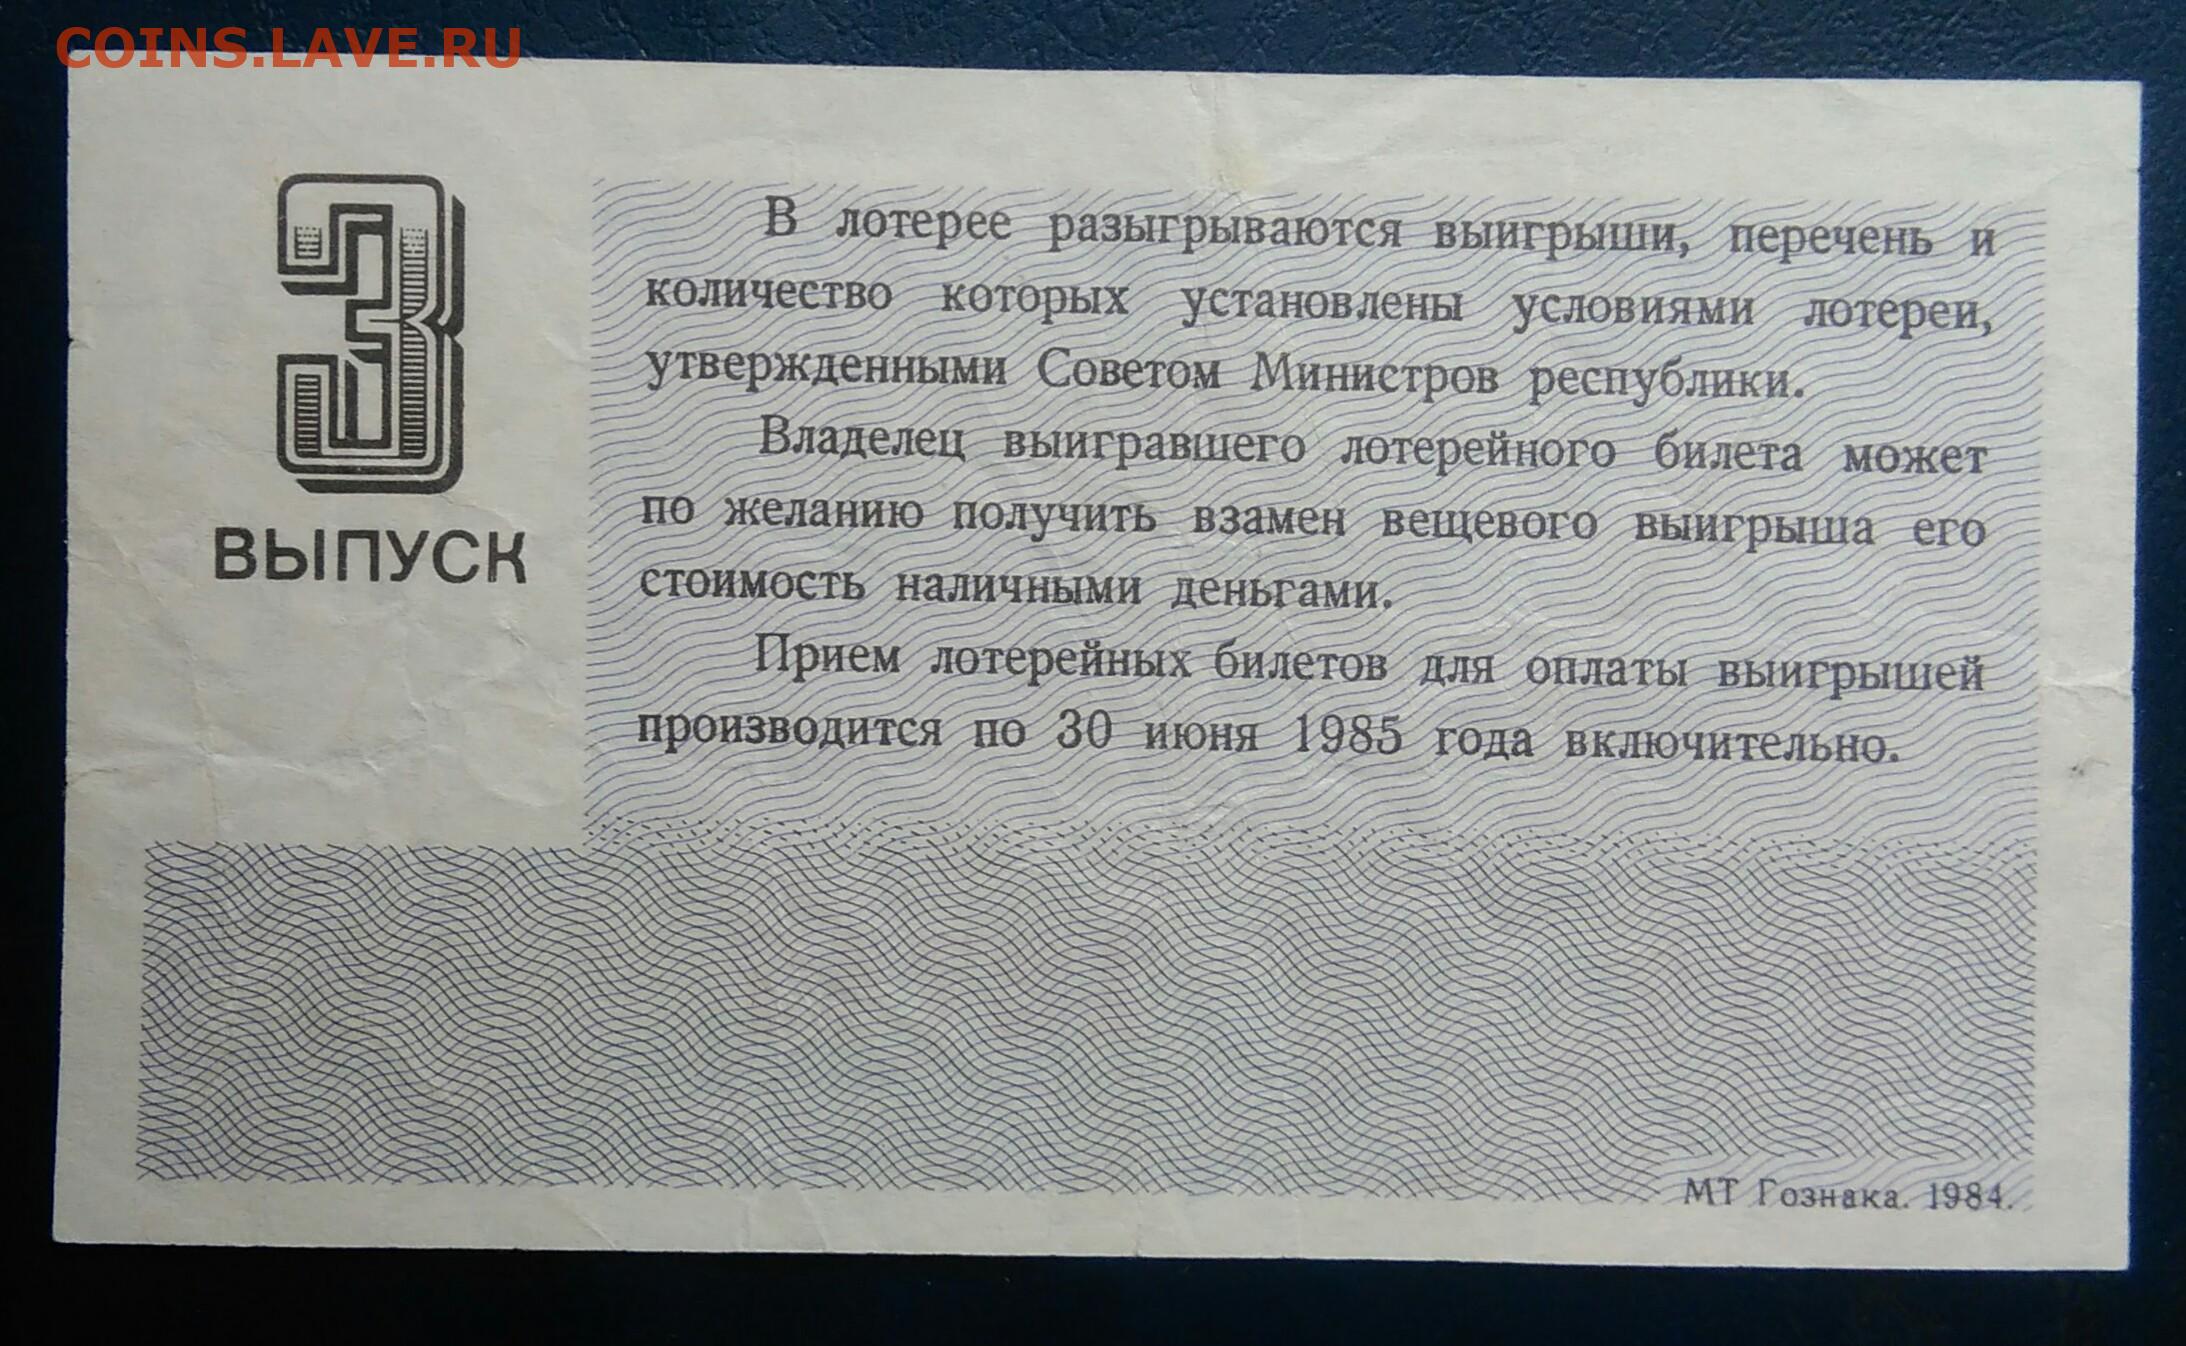 COINS.LAVE.RU
3
ВЫПУСК
В лотерее разыгрываются выигрыши, перечень и
количество которых установлены условиями лотереи,
утвержденными Советом Министров республики.
Владелец выигравшего лотерейного билета может
по желанию получить взамен вещевого выигрыша его
стоимость наличными деньгами.
Прием лотерейных билетов для оплаты выигрышей
производится по 30 июня 1985 года включительно.
МТ Гознака. 1984.